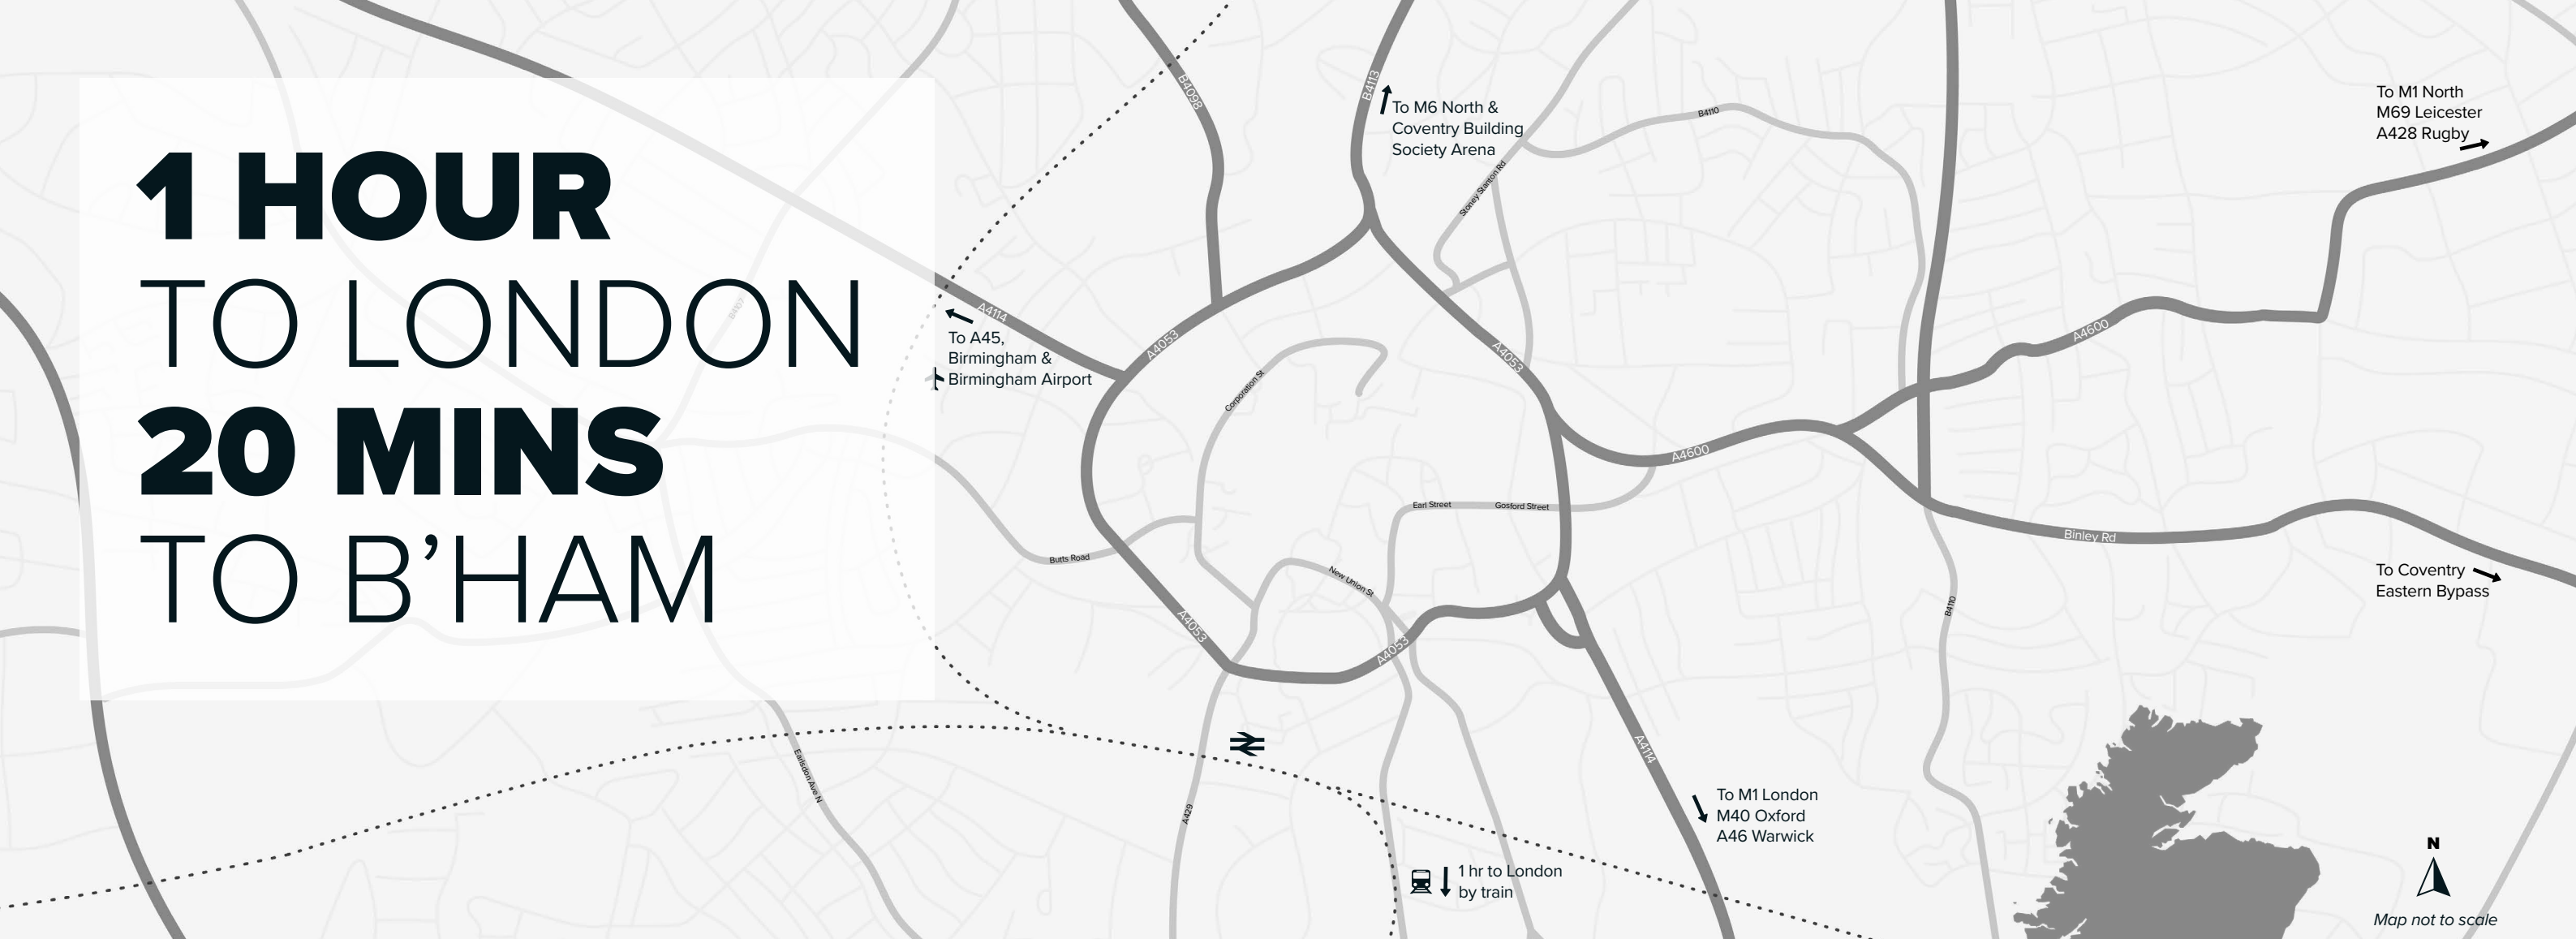 1 HOUR
TO LONDON
20 MINS
TO B’HAM
B4107
B4098
B4113
To M6 North &
Coventry Building
Society Arena
Stoney Stanton Rd
B4110
To M1 North
M69 Leicester
A428 Rugby
A4114
To A45,
Birmingham &
Birmingham Airport
A4053
Corporation St
A4053
A4600
A4600
Earl Street
Gosford Street
Butts Road
New Union St
Binley Rd
To Coventry
Eastern Bypass
A4053
A4053
B4110
A4114
Earlsdon Ave N
A429
To M1 London
M40 Oxford
A46 Warwick
1 hr to London
by train
N
Map not to scale